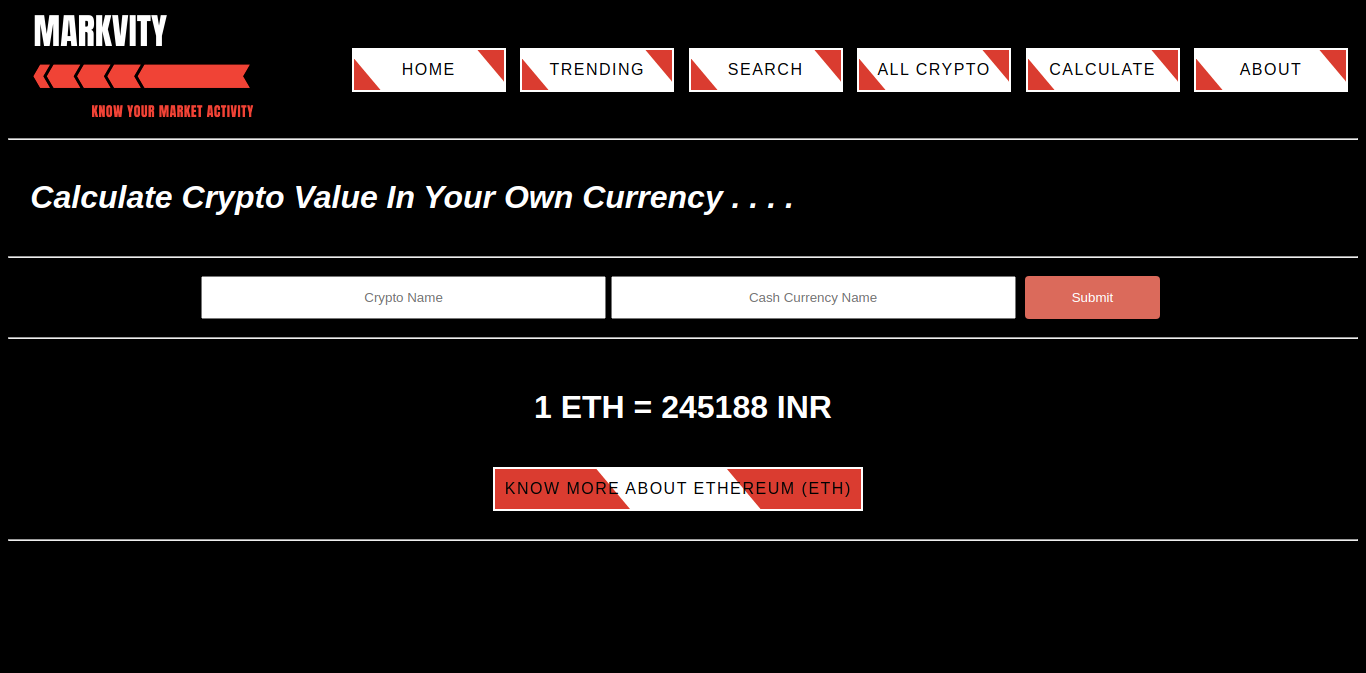 MARKVITY
KNOW YOUR MARKET ACTIVITY
HOME
TRENDING
SEARCH
ALL CRYPTO
CALCULATE
ABOUT
Calculate Crypto Value In Your Own Currency . . . .
Crypto Name
Cash Currency Name
Submit
1 ETH = 245188 INR
KNOW MORE ABOUT ETHEREUM (ETH)